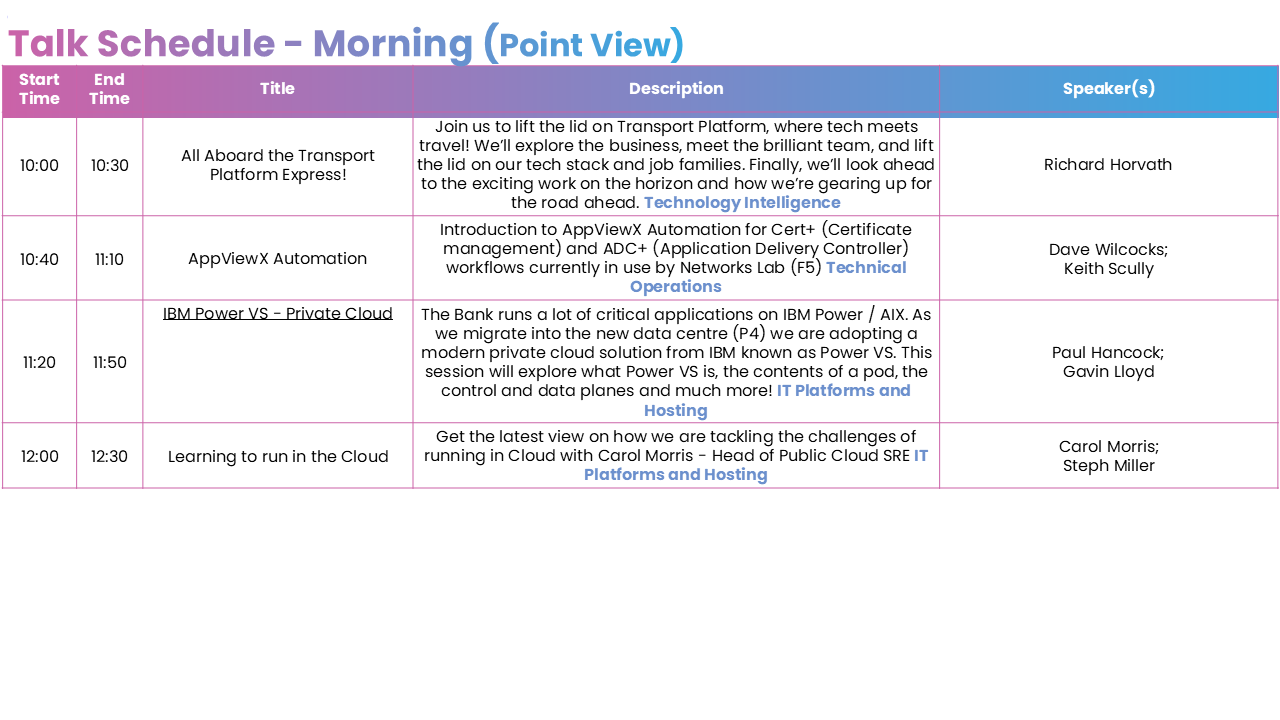 Talk Schedule - Morning (Point View)
Start Time
End Time
Title
Description
Speaker(s)
10:00
10:30
All Aboard the Transport
Platform Express!
Join us to lift the lid on Transport Platform, where tech meets
travel! We’ll explore the business, meet the brilliant team, and lift
the lid on our tech stack and job families. Finally, we’ll look ahead
to the exciting work on the horizon and how we’re gearing up for
the road ahead. Technology Intelligence
Richard Horvath
10:40
11:10
AppViewX Automation
Introduction to AppViewX Automation for Cert+ (Certificate
management) and ADC+ (Application Delivery Controller)
workflows currently in use by Networks Lab (F5) Technical
Operations
Dave Wilcocks;
Keith Scully
11:20
11:50
IBM Power VS - Private Cloud
The Bank runs a lot of critical applications on IBM Power / AIX. As
we migrate into the new data centre (P4) we are adopting a
modern private cloud solution from IBM known as Power VS. This
session will explore what Power VS is, the contents of a pod, the
control and data planes and much more! IT Platforms and
Hosting
Paul Hancock;
Gavin Lloyd
12:00
12:30
Learning to run in the Cloud
Get the latest view on how we are tackling the challenges of
running in Cloud with Carol Morris - Head of Public Cloud SRE IT
Platforms and Hosting
Carol Morris;
Steph Miller